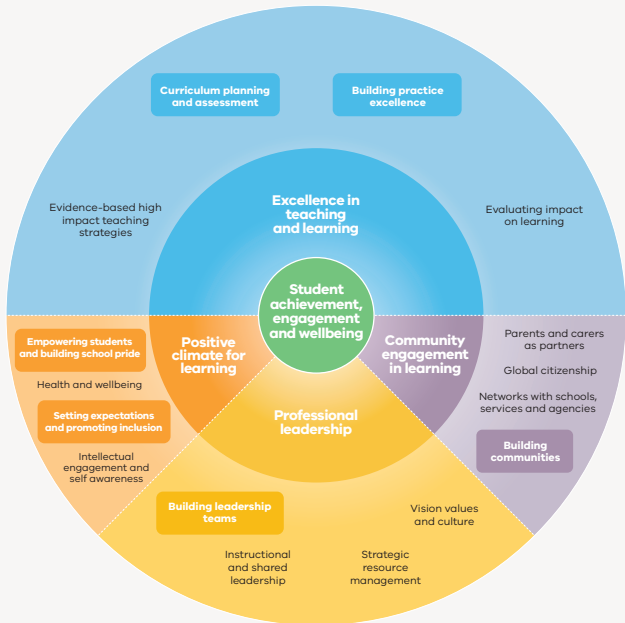 Curriculum planning
and assessment
Building practice
excellence
Evidence-based high
impact teaching
strategies
Excellence in
teaching
and learning
Evaluating impact
on learning
Student
achievement,
engagement
and wellbeing
Empowering students
and building school pride
Health and wellbeing
Setting expectations
and promoting inclusion
Intellectual
engagement and
self awareness
Positive
climate for
learning
Community
engagement
in learning
Parents and carers
as partners
Global citizenship
Networks with schools,
services and agencies
Building
communities
Professional
leadership
Building leadership
teams
Instructional
and shared
leadership
Strategic
resource
management
Vision values
and culture